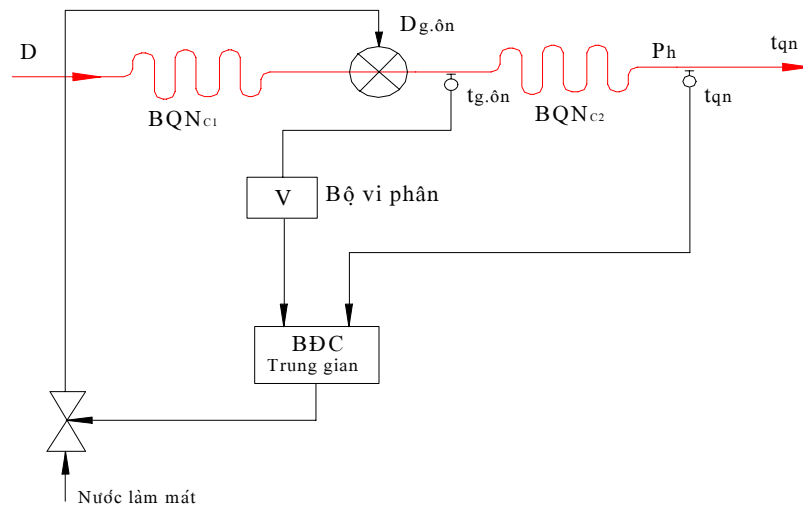 D
Dg.ôn
Ph
tqn
BQNC1
tg.ôn
BQNC2
tqn
V
Bộ vi phân
BĐC
Trung gian
Nước làm mát